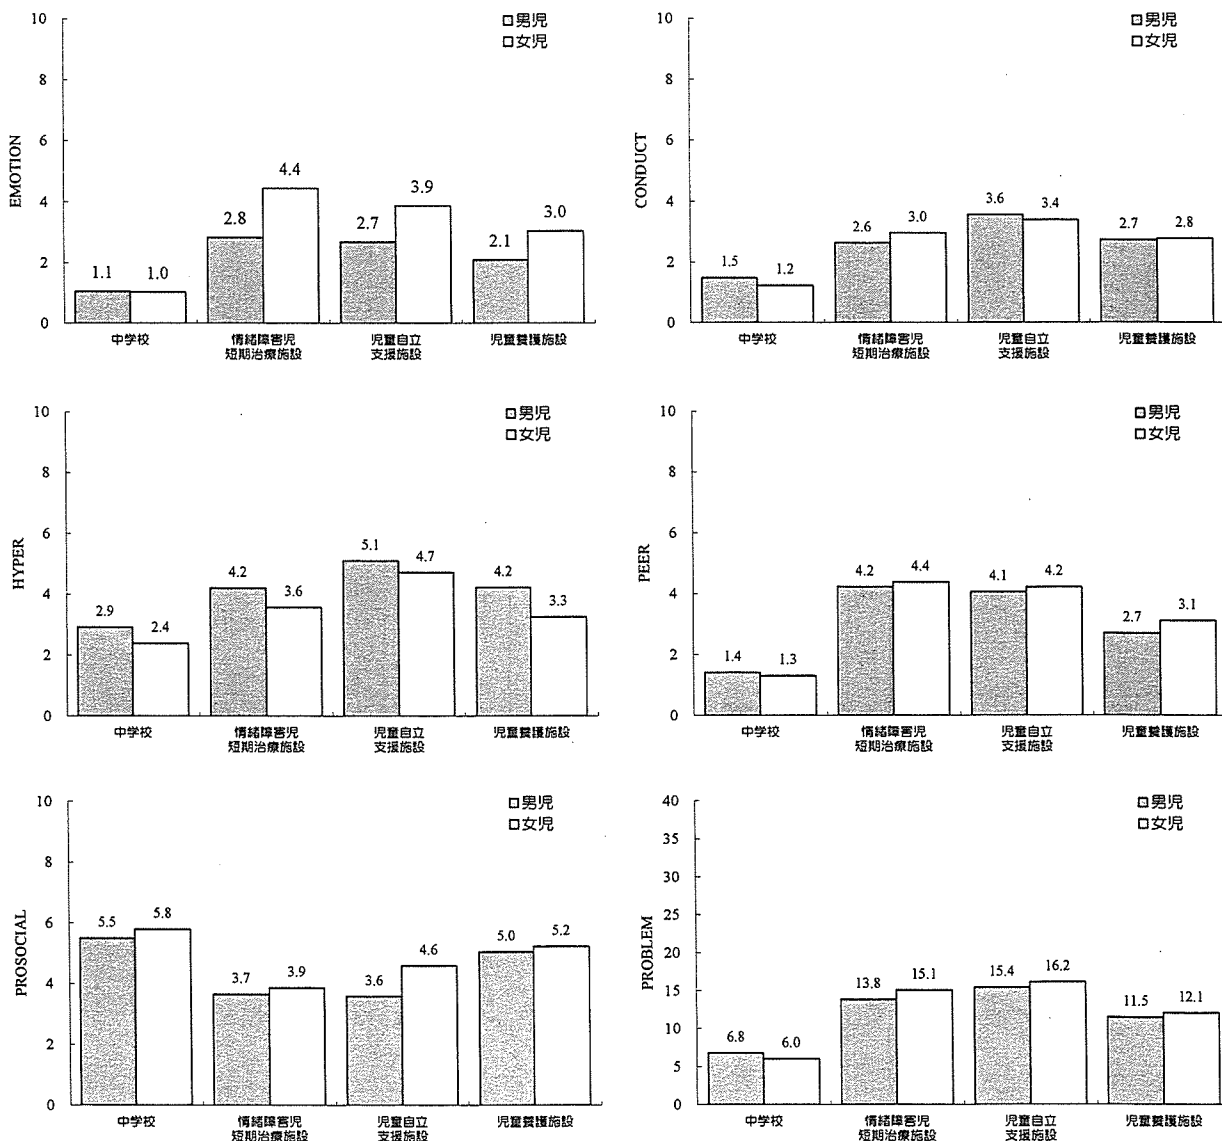 10
8
6
4
2
0
EMOTION
□男児
□女児
1.1
1.0
2.8
4.4
2.7
3.9
2.1
3.0
中学校
情緒障害児
短期治療施設
児童自立
支援施設
児童養護施設
10
8
6
4
2
0
CONDUCT
□男児
□女児
1.5
1.2
2.6
3.0
3.6
3.4
2.7
2.8
中学校
情緒障害児
短期治療施設
児童自立
支援施設
児童養護施設
10
8
6
4
2
0
HYPER
□男児
□女児
2.9
2.4
4.2
3.6
5.1
4.7
4.2
3.3
中学校
情緒障害児
短期治療施設
児童自立
支援施設
児童養護施設
10
8
6
4
2
0
PEER
□男児
□女児
1.4
1.3
4.2
4.4
4.1
4.2
2.7
3.1
中学校
情緒障害児
短期治療施設
児童自立
支援施設
児童養護施設
10
8
6
4
2
0
PROSOCIAL
□男児
□女児
5.5
5.8
3.7
3.9
3.6
4.6
5.0
5.2
中学校
情緒障害児
短期治療施設
児童自立
支援施設
児童養護施設
40
35
30
25
20
15
10
5
0
PROBLEM
□男児
□女児
6.8
6.0
13.8
15.1
15.4
16.2
11.5
12.1
中学校
情緒障害児
短期治療施設
児童自立
支援施設
児童養護施設